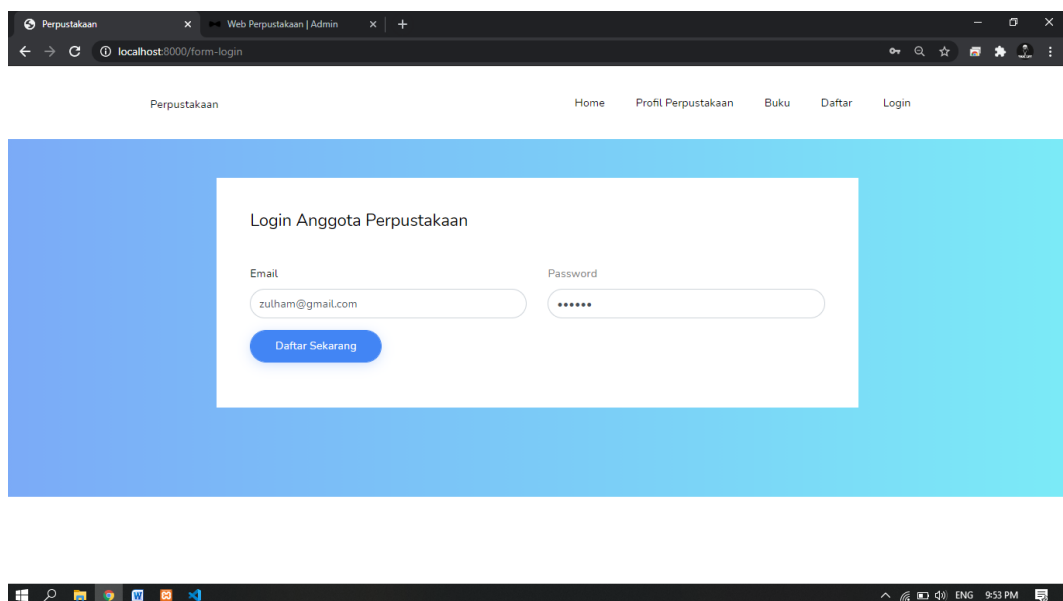 Perpustakaan
Web Perpustakaan | Admin
localhost:8000/form-login
Perpustakaan
Home Profil Perpustakaan Buku Daftar Login
Login Anggota Perpustakaan
Email Password
zulham@gmail.com ••••••
Daftar Sekarang
ENG 9:53 PM